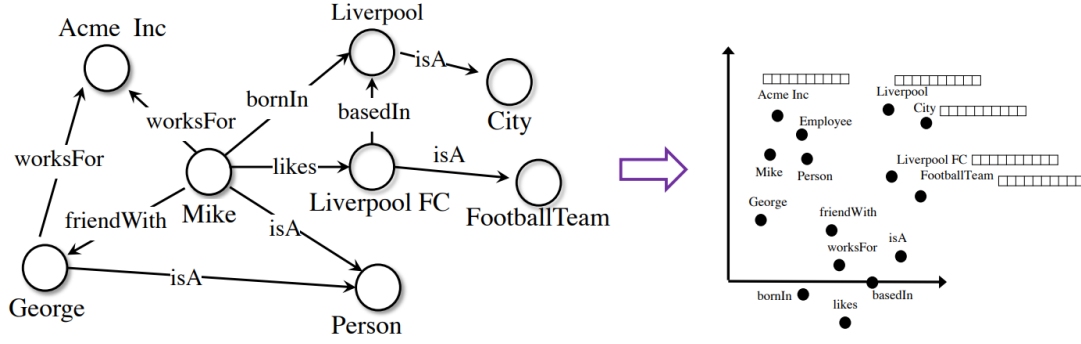 Acme Inc
Liverpool
isA
City
bornIn
basedIn
worksFor
worksFor
likes
isA
Mike
Liverpool FC
FootballTeam
friendWith
isA
isA
George
Person
Acme Inc
Liverpool
City
Employee
Mike
Person
Liverpool FC
FootballTeam
George
friendWith
worksFor
isA
bornIn
basedIn
likes